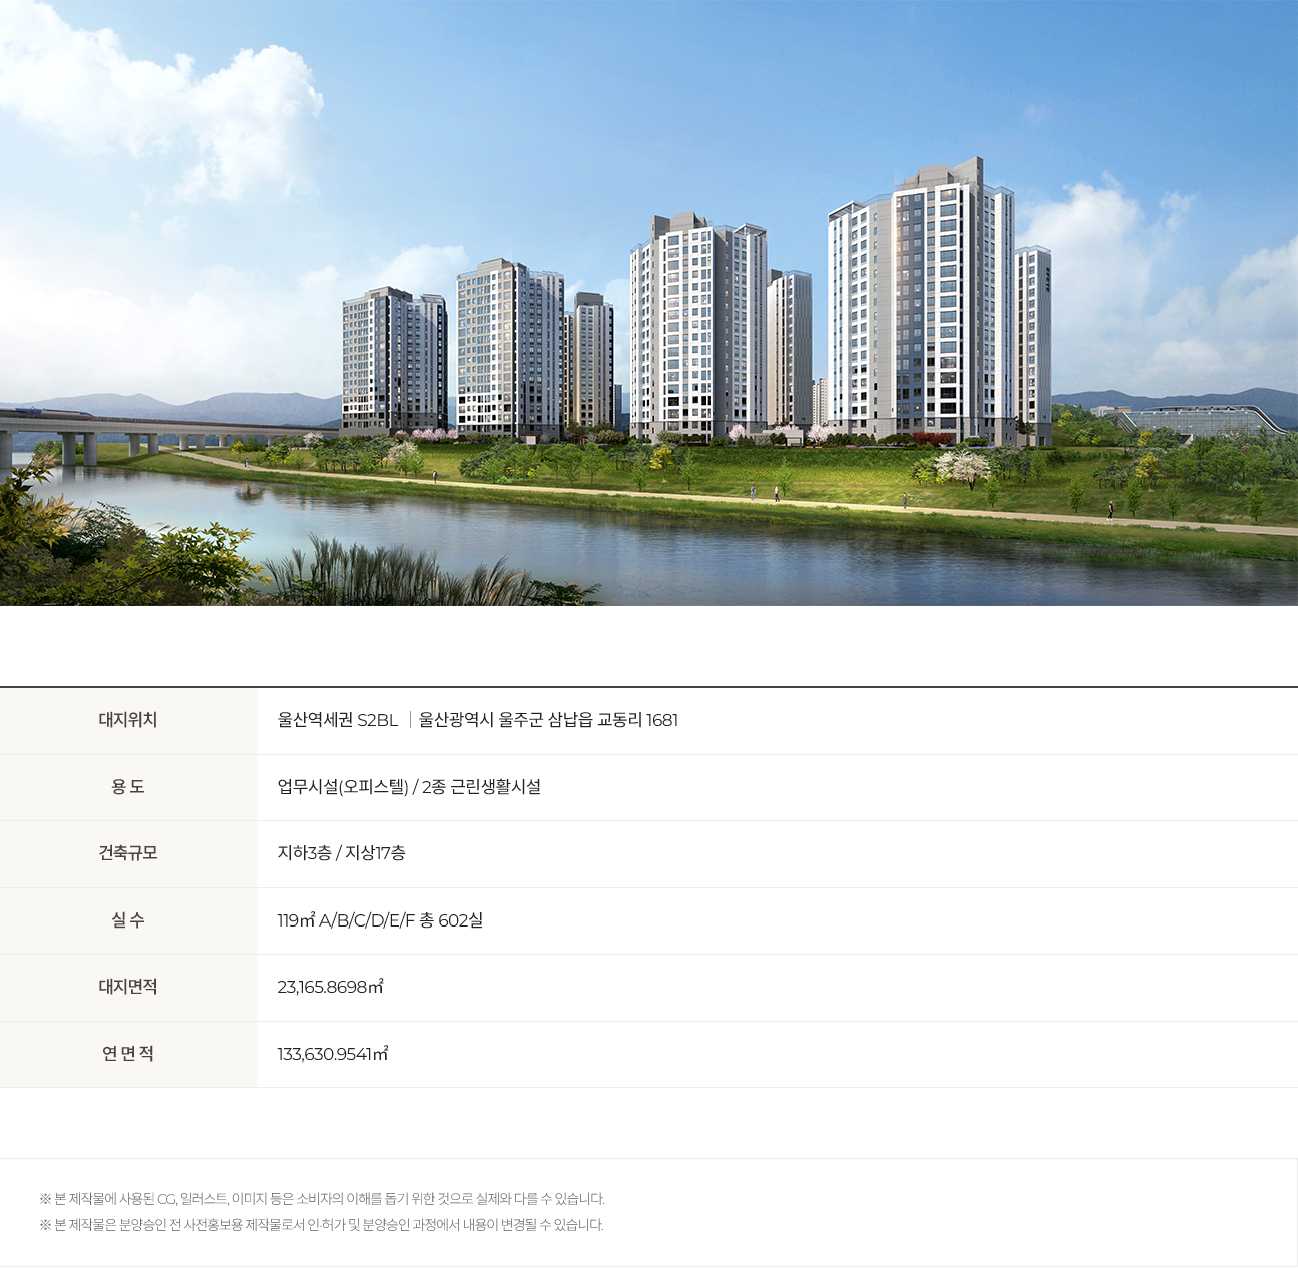 대지위치 울산역세권 S2BL | 울산광역시 울주군 삼남읍 교동리 1681
용 도 업무시설(오피스텔) / 2종 근린생활시설
건축규모 지하3층 / 지상17층
실 수 119㎡ A/B/C/D/E/F 총 602실
대지면적 23,165.8698㎡
연 면 적 133,630.9541㎡
※ 본 제작물에 사용된 CG, 일러스트, 이미지 등은 소비자의 이해를 돕기 위한 것으로 실제와 다를 수 있습니다.
※ 본 제작물은 분양승인 전 사전홍보용 제작물로서 인·허가 및 분양승인 과정에서 내용이 변경될 수 있습니다.